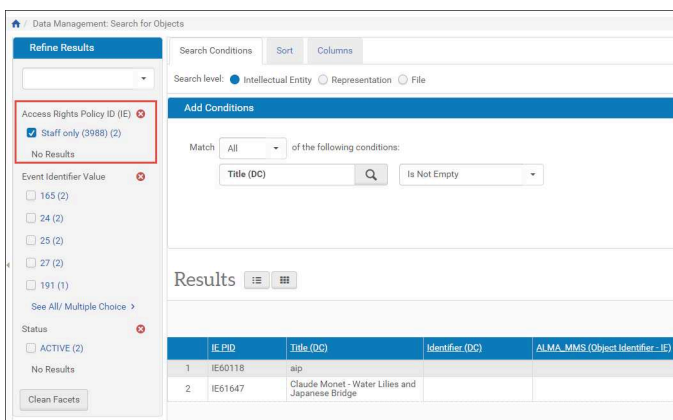 / Data Management: Search for Objects
Refine Results
Access Rights Policy ID (IE)
Staff only (3988) (2)
No Results
Event Identifier Value
165 (2)
24 (2)
25 (2)
27 (2)
191 (1)
See All/ Multiple Choice >
Status
ACTIVE (2)
No Results
Clean Facets
Search Conditions Sort Columns
Search level: Intellectual Entity Representation File
Add Conditions
Match All of the following conditions:
Title (DC) Is Not Empty
Results
IE PID Title (DC) Identifier (DC) ALMA_MMS (Object Identifier - IE)
1 IE60118 aip
2 IE61647 Claude Monet - Water Lilies and
Japanese Bridge